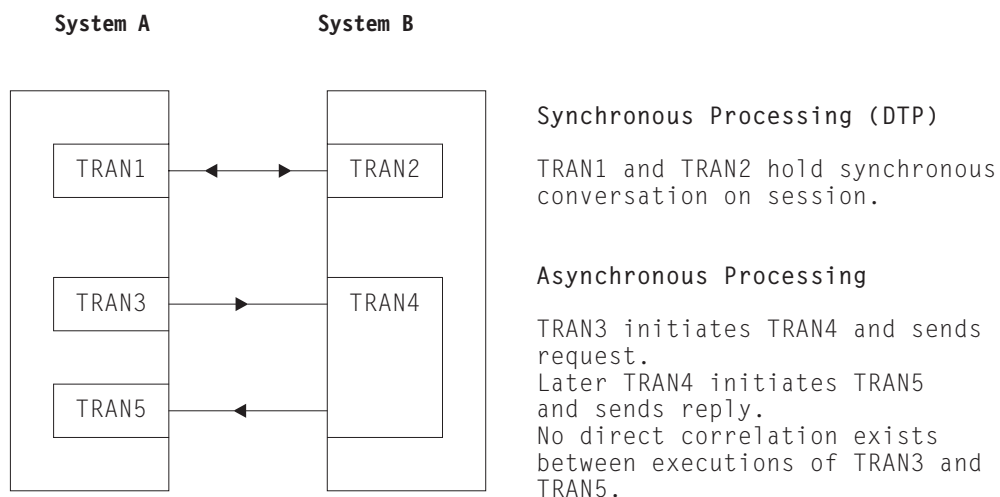 System A
System B
TRAN1
TRAN2
TRAN3
TRAN4
TRAN5
Synchronous Processing (DTP)
TRAN1 and TRAN2 hold synchronous
conversation on session.
Asynchronous Processing
TRAN3 initiates TRAN4 and sends
request.
Later TRAN4 initiates TRAN5
and sends reply.
No direct correlation exists
between executions of TRAN3 and
TRAN5.